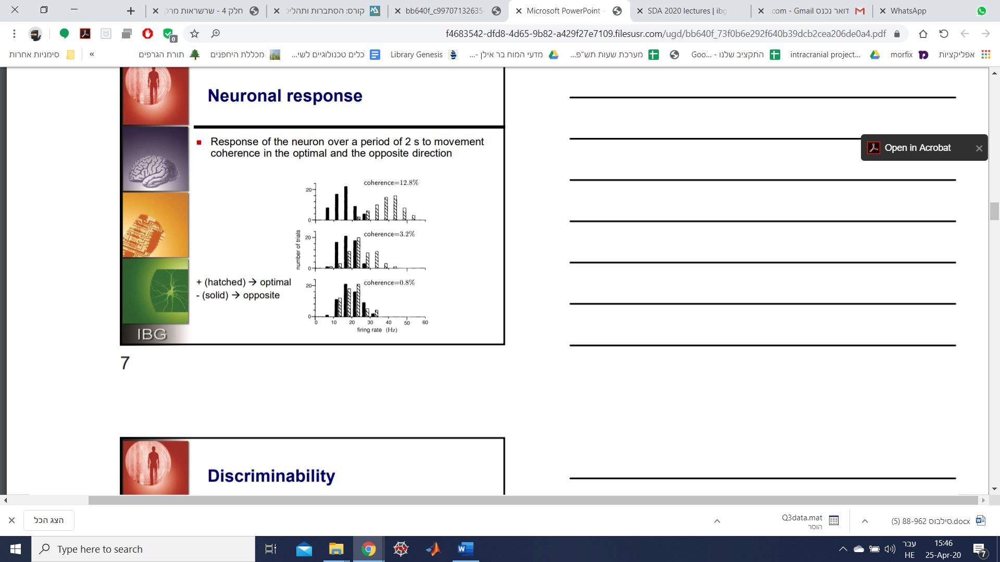 חלק 4 - שרשראות מרק
קורס: הסתברות ותהליכ
bb640f_c997071326354
Microsoft PowerPoint -
SDA 2020 lectures | ibg
דואר נכנס - Gmail - com.
WhatsApp
0
f4683542-dfd8-4d65-9b82-a429f27e7109.filesusr.com/ugd/bb640f_73f0b6e292f640b39dcb2cea206de0a4.pdf
אפליקציות
morfix
intracranial project...
התקציב שלנו - Goo...
מערכת שעות תש"פ...
מדעי המוח בר אילן -...
Library Genesis
כלים טכנולוגיים לשי...
מכללת היחפנים
תורת הגרפים
»
סימניות אחרות
Neuronal response
Response of the neuron over a period of 2 s to movement
coherence in the optimal and the opposite direction
Open in Acrobat
coherence=12.8%
20
0
coherence=3.2%
20
0
number of trials
coherence=0.8%
20
0
0 10 20 30 40 50 60
firing rate (Hz)
+ (hatched) → optimal
- (solid) → opposite
IBG
7
Discriminability
הצג הכל
Q3data.mat
הוסר
סילבוס 88-962 (5).docx
Type here to search
עבר
HE
15:46
25-Apr-20
7